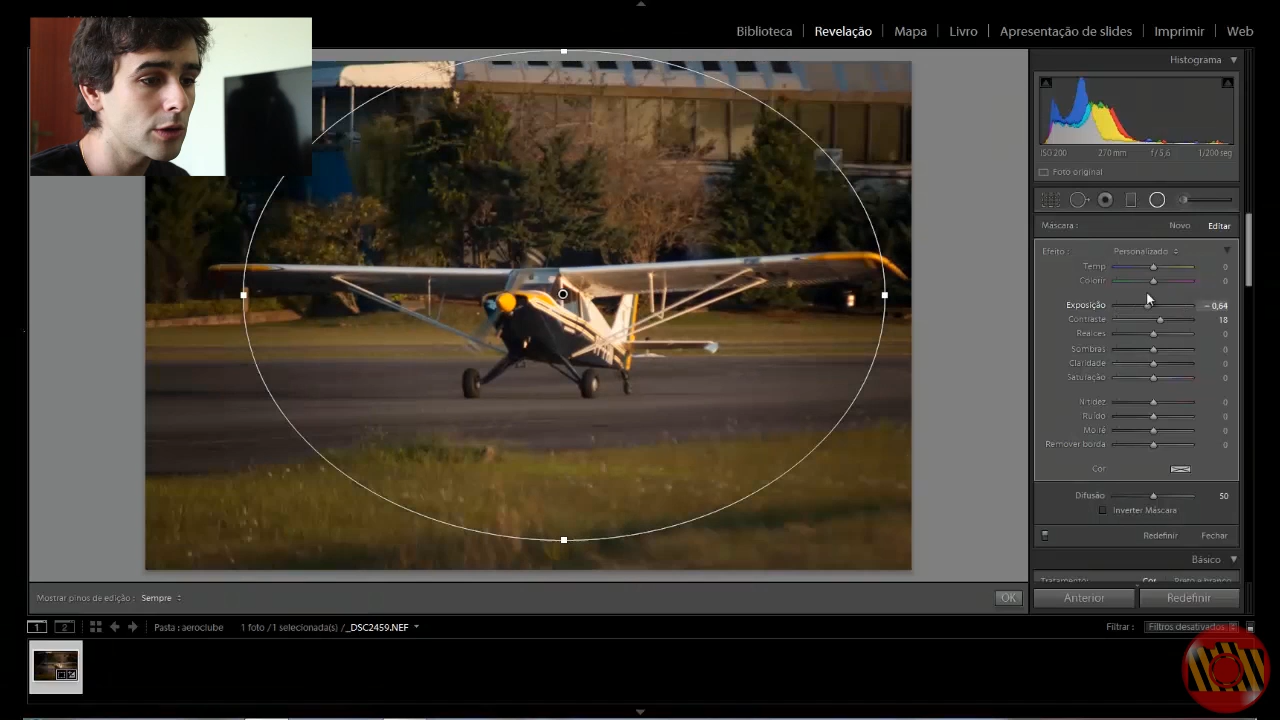 Biblioteca | Revelação | Mapa | Livro | Apresentação de slides | Imprimir | Web
Histograma
ISO 200 270 mm f / 5,6 1/200 seg
Foto original
Máscara : Novo Editar
Efeito : Personalizado
Temp 0
Colorir 0
Exposição – 0,64
Contraste 18
Realces 0
Sombras 0
Claridade 0
Saturação 0
Nitidez 0
Ruído 0
Moiré 0
Remover borda 0
Cor
Difusão 50
Inverter Máscara
Redefinir Fechar
Básico
Tratamento: Cor Preto e branco
Anterior Redefinir
Mostrar pinos de edição : Sempre OK
1 2 Pasta : aeroclube 1 foto /1 selecionada(s) /_DSC2459.NEF Filtrar : Filtros desativados